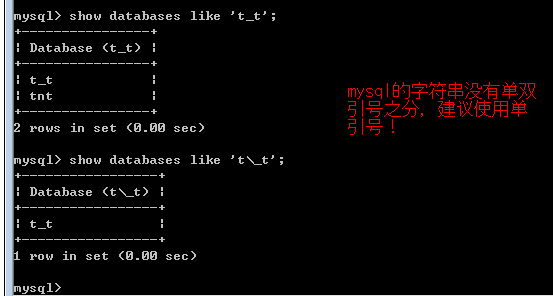 mysql> show databases like 't_t';
+----------------+
¦ Database (t_t) ¦
+----------------+
¦ t_t            ¦
¦ tnt            ¦
+----------------+
2 rows in set (0.00 sec)
mysql的字符串没有单双
引号之分，建议使用单
引号！
mysql> show databases like 't\_t';
+-----------------+
¦ Database (t\_t) ¦
+-----------------+
¦ t_t             ¦
+-----------------+
1 row in set (0.00 sec)
mysql>